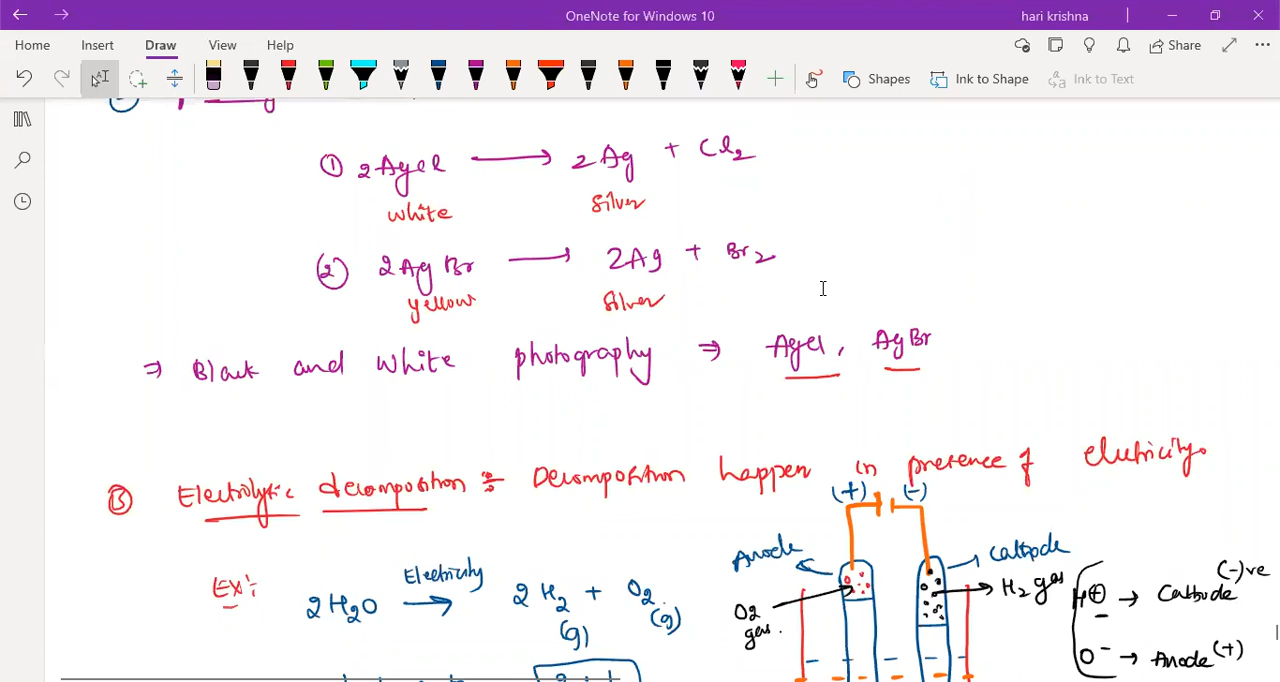 OneNote for Windows 10
hari krishna
Home Insert Draw View Help
Share
Shapes Ink to Shape Ink to Text
① 2AgCl → 2Ag + Cl₂
white silver
② 2AgBr → 2Ag + Br₂
yellow silver
⇒ Black and white photography ⇒ AgCl, AgBr
③ Electrolytic decomposition :- Decomposition happen in presence of electricity.
(+) (-)
Anode
Cathode
Ex:
Electricity
2H₂O → 2H₂ + O₂
(g) (g)
O₂
gas.
H₂ gas
H⊕ → Cathode (-)ve
O⁻ → Anode (+)